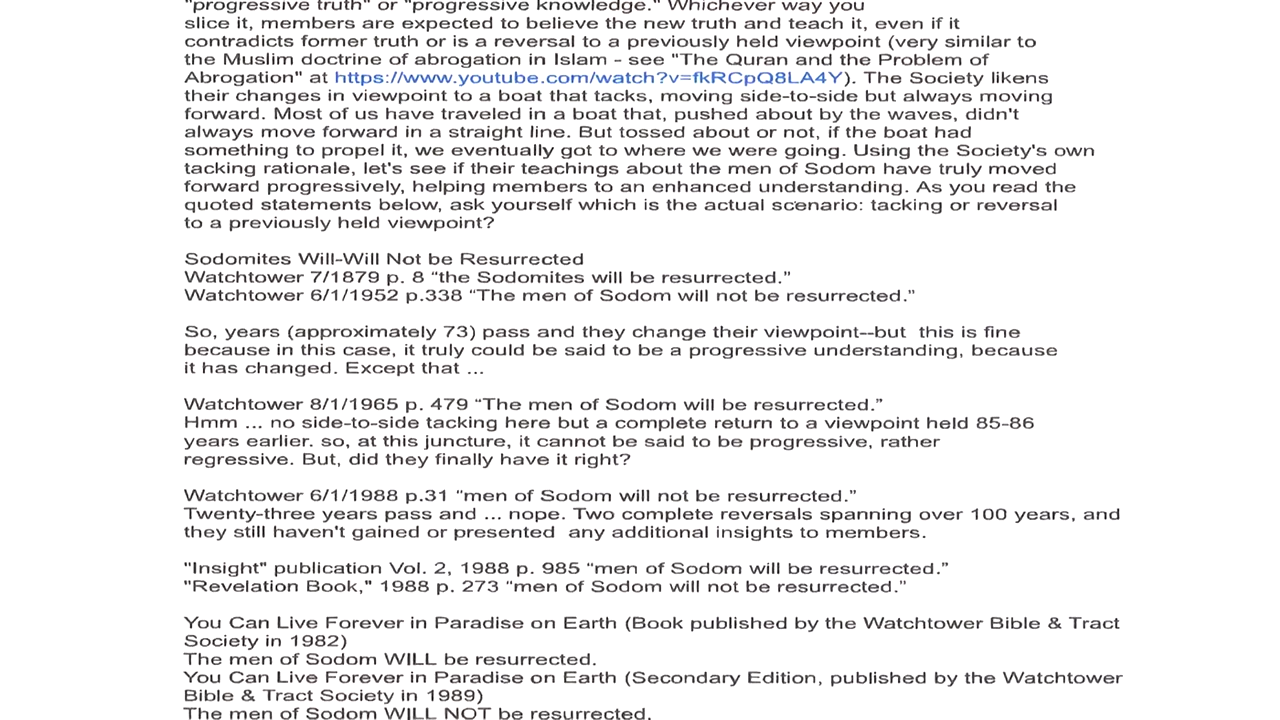 "progressive truth" or "progressive knowledge." Whichever way you
slice it, members are expected to believe the new truth and teach it, even if it
contradicts former truth or is a reversal to a previously held viewpoint (very similar to
the Muslim doctrine of abrogation in Islam - see "The Quran and the Problem of
Abrogation" at https://www.youtube.com/watch?v=fkRCpQ8LA4Y). The Society likens
their changes in viewpoint to a boat that tacks, moving side-to-side but always moving
forward. Most of us have traveled in a boat that, pushed about by the waves, didn't
always move forward in a straight line. But tossed about or not, if the boat had
something to propel it, we eventually got to where we were going. Using the Society's own
tacking rationale, let's see if their teachings about the men of Sodom have truly moved
forward progressively, helping members to an enhanced understanding. As you read the
quoted statements below, ask yourself which is the actual scenario: tacking or reversal
to a previously held viewpoint?

Sodomites Will-Will Not be Resurrected
Watchtower 7/1879 p. 8 “the Sodomites will be resurrected.”
Watchtower 6/1/1952 p.338 “The men of Sodom will not be resurrected.”

So, years (approximately 73) pass and they change their viewpoint--but  this is fine
because in this case, it truly could be said to be a progressive understanding, because
it has changed. Except that ...

Watchtower 8/1/1965 p. 479 “The men of Sodom will be resurrected.”
Hmm ... no side-to-side tacking here but a complete return to a viewpoint held 85-86
years earlier. so, at this juncture, it cannot be said to be progressive, rather
regressive. But, did they finally have it right?

Watchtower 6/1/1988 p.31 “men of Sodom will not be resurrected.”
Twenty-three years pass and ... nope. Two complete reversals spanning over 100 years, and
they still haven't gained or presented  any additional insights to members.

"Insight" publication Vol. 2, 1988 p. 985 “men of Sodom will be resurrected.”
"Revelation Book," 1988 p. 273 “men of Sodom will not be resurrected.”

You Can Live Forever in Paradise on Earth (Book published by the Watchtower Bible & Tract
Society in 1982)
The men of Sodom WILL be resurrected.
You Can Live Forever in Paradise on Earth (Secondary Edition, published by the Watchtower
Bible & Tract Society in 1989)
The men of Sodom WILL NOT be resurrected.